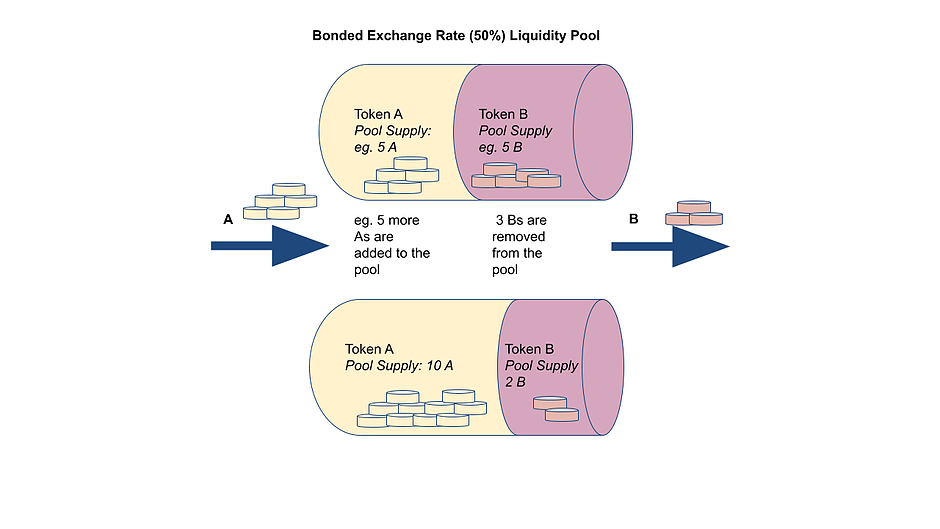 Bonded Exchange Rate (50%) Liquidity Pool
Token A
Pool Supply:
eg. 5 A
Token B
Pool Supply
eg. 5 B
A
eg. 5 more
As are
added to the
pool
3 Bs are
removed
from the
pool
B
Token A
Pool Supply: 10 A
Token B
Pool Supply
2 B